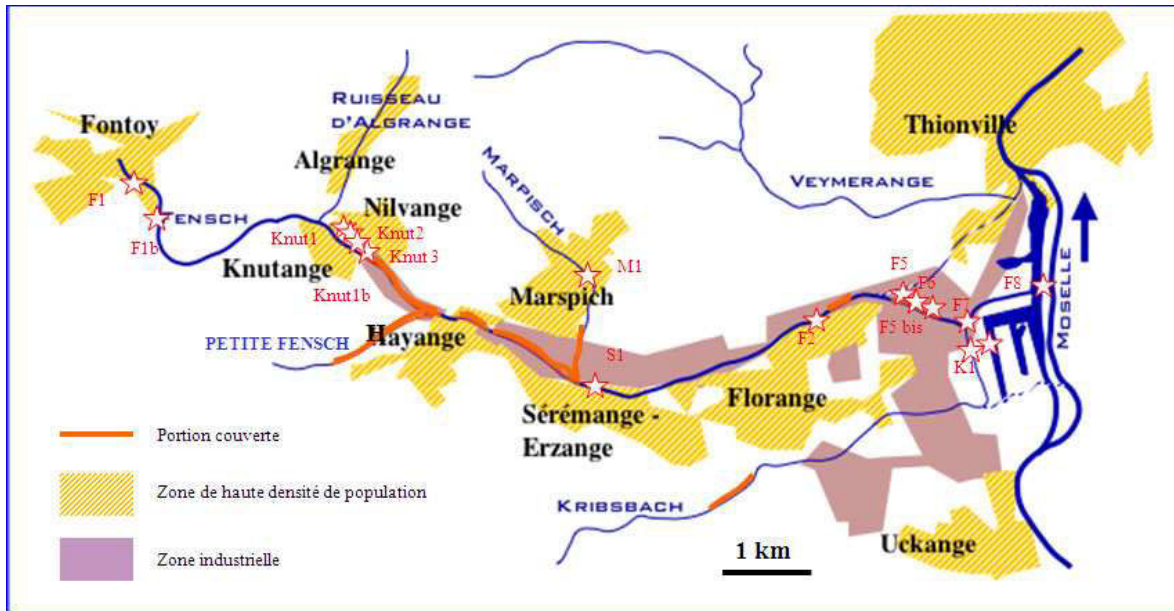 Fontoy
F1
F1b
FENSCH
RUISSEAU
D'ALGRANGE
Algrange
Nilvange
Knut1
Knut2
Knut 3
Knutange
Knut1b
MARPISCH
M1
Marspich
Hayange
PETITE FENSCH
S1
Sérémange -
Erzange
Florange
F2
F5
F6
F5 bis
F7
F8
K1
Thionville
VEYMERANGE
MOSELLE
KRIBSBACH
Uckange
1 km
Portion couverte
Zone de haute densité de population
Zone industrielle